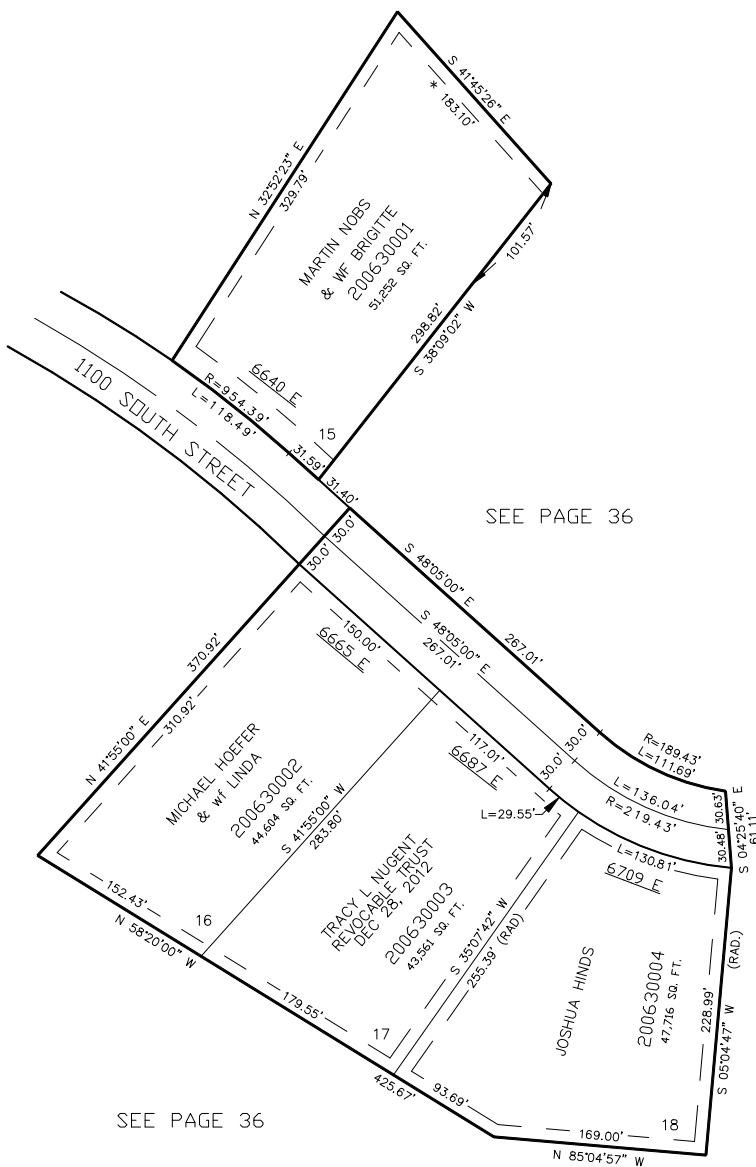 S 41°45'26" E
* 183.10'
N 32°52'23" E
329.79'
MARTIN NOBS
& WF BRIGITTE
200630001
51,252 SQ. FT.
101.57'
298.82'
S 38°09'02" W
6640 E
R=954.39'
L=118.49'
15
31.59'
31.40'
1100 SOUTH STREET
SEE PAGE 36
30.0'
30.0'
S 48°05'00" E
267.01'
S 48°05'00" E
267.01'
370.92'
N 41°55'00" E
310.92'
150.00'
6665 E
MICHAEL HOEFER
& wf LINDA
200630002
44,604 SQ. FT.
S 41°55'00" W
283.80'
117.01'
6687 E
30.0'
30.0'
R=189.43'
L=111.69'
L=136.04'
R=219.43'
30.63'
30.48'
S 04°25'40" E
61.11'
L=29.55'
L=130.81'
6709 E
TRACY L NUGENT
REVOCABLE TRUST
DEC 28, 2012
200630003
43,561 SQ. FT.
S 35°07'42" W
255.39' (RAD)
JOSHUA HINDS
200630004
47,716 SQ. FT.
228.99'
S 05°04'47" W
(RAD.)
152.43'
N 58°20'00" W
16
179.55'
17
425.67'
93.69'
18
169.00'
N 85°04'57" W
SEE PAGE 36